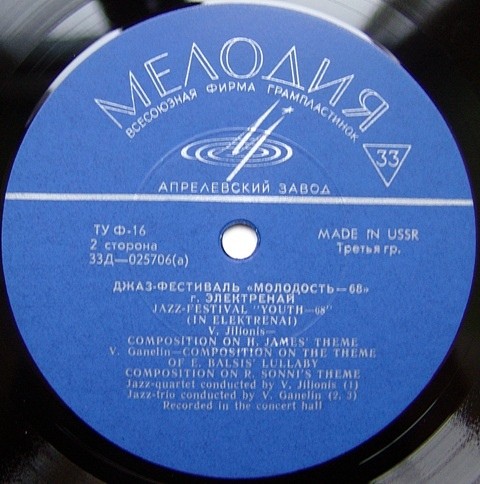 МЕЛОДИЯ
ВСЕСОЮЗНАЯ ФИРМА ГРАМПЛАСТИНОК
33
АПРЕЛЕВСКИЙ ЗАВОД
ТУ Ф-16
MADE IN USSR
2 сторона
Третья гр.
33Д—025706(а)
ДЖАЗ-ФЕСТИВАЛЬ «МОЛОДОСТЬ—68»
г. ЭЛЕКТРЕНАЙ
JAZZ-FESTIVAL "YOUTH—68"
(IN ELEKTRENAI)
V. Jilionis—
COMPOSITION ON H. JAMES' THEME
V. Ganelin—COMPOSITION ON THE THEME
OF E. BALSIS' LULLABY
COMPOSITION ON R. SONNI'S THEME
Jazz-quartet conducted by V. Jilionis (1)
Jazz-trio conducted by V. Ganelin (2, 3)
Recorded in the concert hall